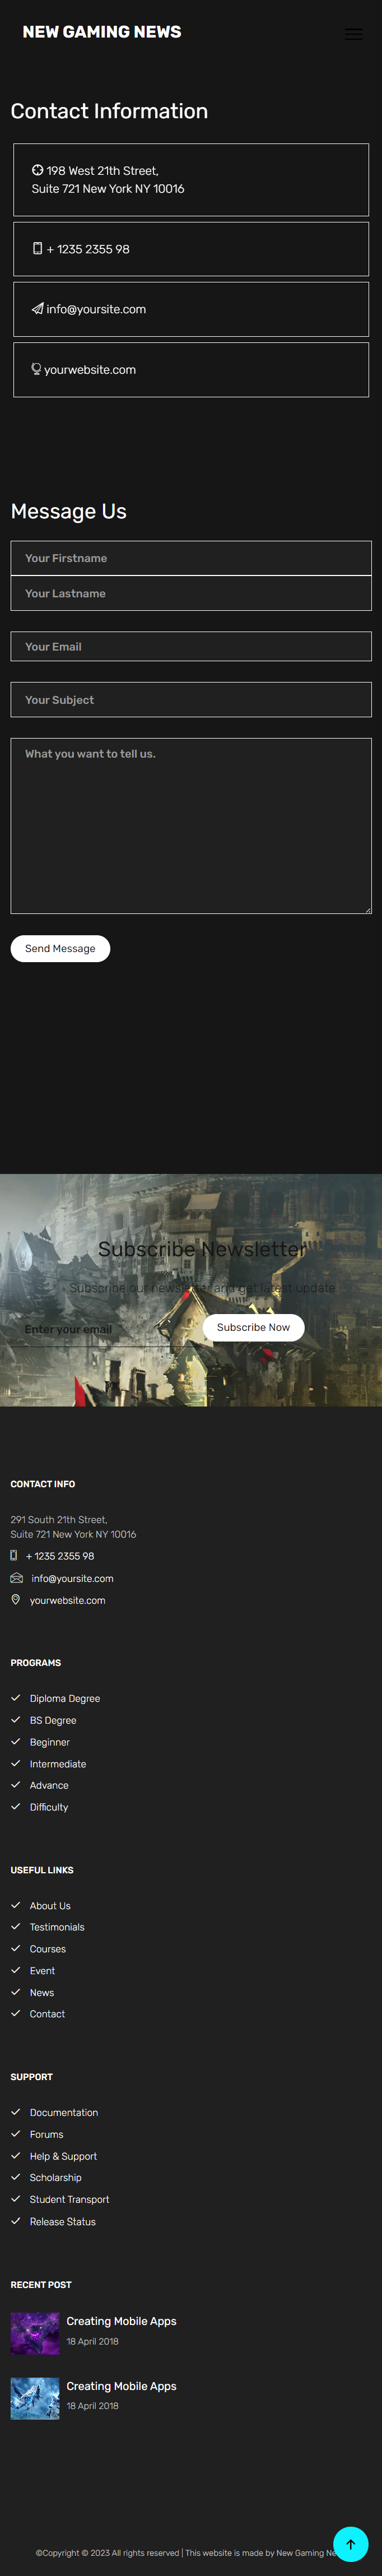 NEW GAMING NEWS
Contact Information
198 West 21th Street,
Suite 721 New York NY 10016
+ 1235 2355 98
info@yoursite.com
yourwebsite.com
Message Us
Your Firstname
Your Lastname
Your Email
Your Subject
What you want to tell us.
Send Message
Subscribe Newsletter
Subscribe our newsletter and get latest update
Enter your email
Subscribe Now
CONTACT INFO
291 South 21th Street,
Suite 721 New York NY 10016
+ 1235 2355 98
info@yoursite.com
yourwebsite.com
PROGRAMS
Diploma Degree
BS Degree
Beginner
Intermediate
Advance
Difficulty
USEFUL LINKS
About Us
Testimonials
Courses
Event
News
Contact
SUPPORT
Documentation
Forums
Help & Support
Scholarship
Student Transport
Release Status
RECENT POST
Creating Mobile Apps
18 April 2018
Creating Mobile Apps
18 April 2018
©Copyright © 2023 All rights reserved | This website is made by New Gaming